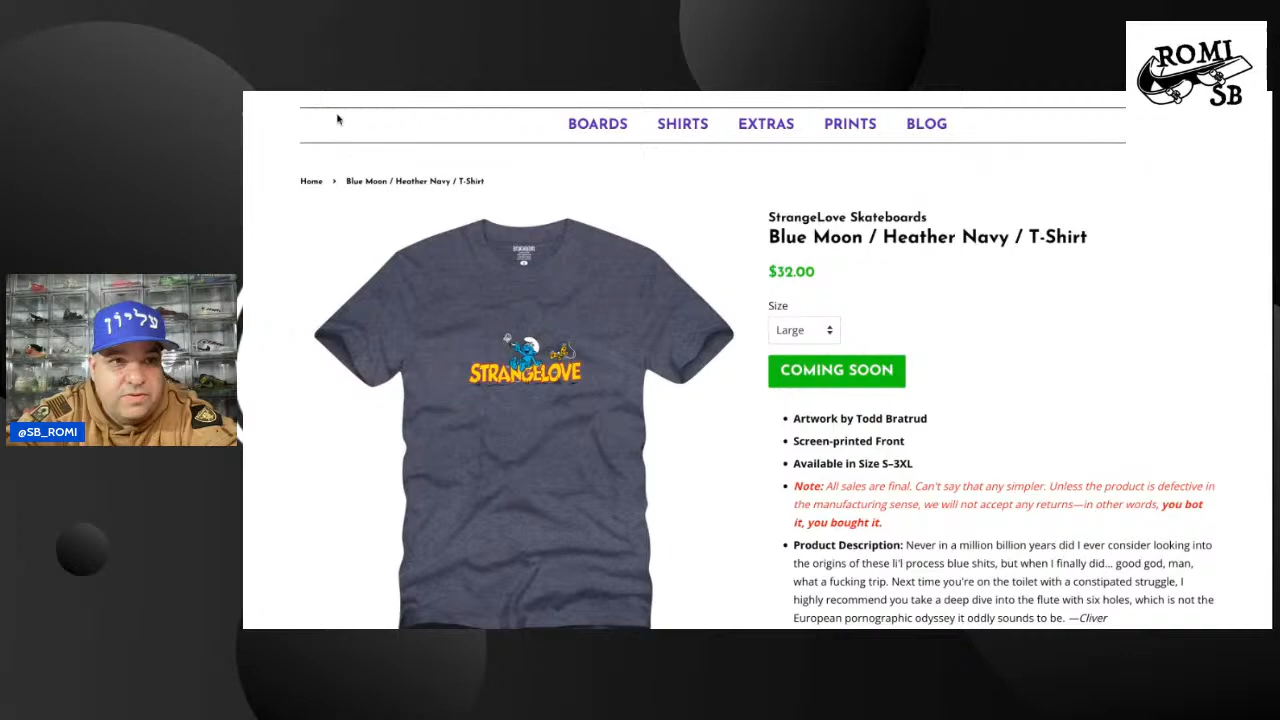 ROMI
SB
BOARDS SHIRTS EXTRAS PRINTS BLOG
Home › Blue Moon / Heather Navy / T-Shirt
StrangeLove Skateboards
Blue Moon / Heather Navy / T-Shirt
$32.00
Size
Large
COMING SOON
STRANGELOVE
• Artwork by Todd Bratrud
• Screen-printed Front
• Available in Size S–3XL
• Note: All sales are final. Can't say that any simpler. Unless the product is defective in
the manufacturing sense, we will not accept any returns—in other words, you bot
it, you bought it.
• Product Description: Never in a million billion years did I ever consider looking into
the origins of these li'l process blue shits, but when I finally did... good god, man,
what a fucking trip. Next time you're on the toilet with a constipated struggle, I
highly recommend you take a deep dive into the flute with six holes, which is not the
European pornographic odyssey it oddly sounds to be. —Cliver
עליון
@SB_ROMI